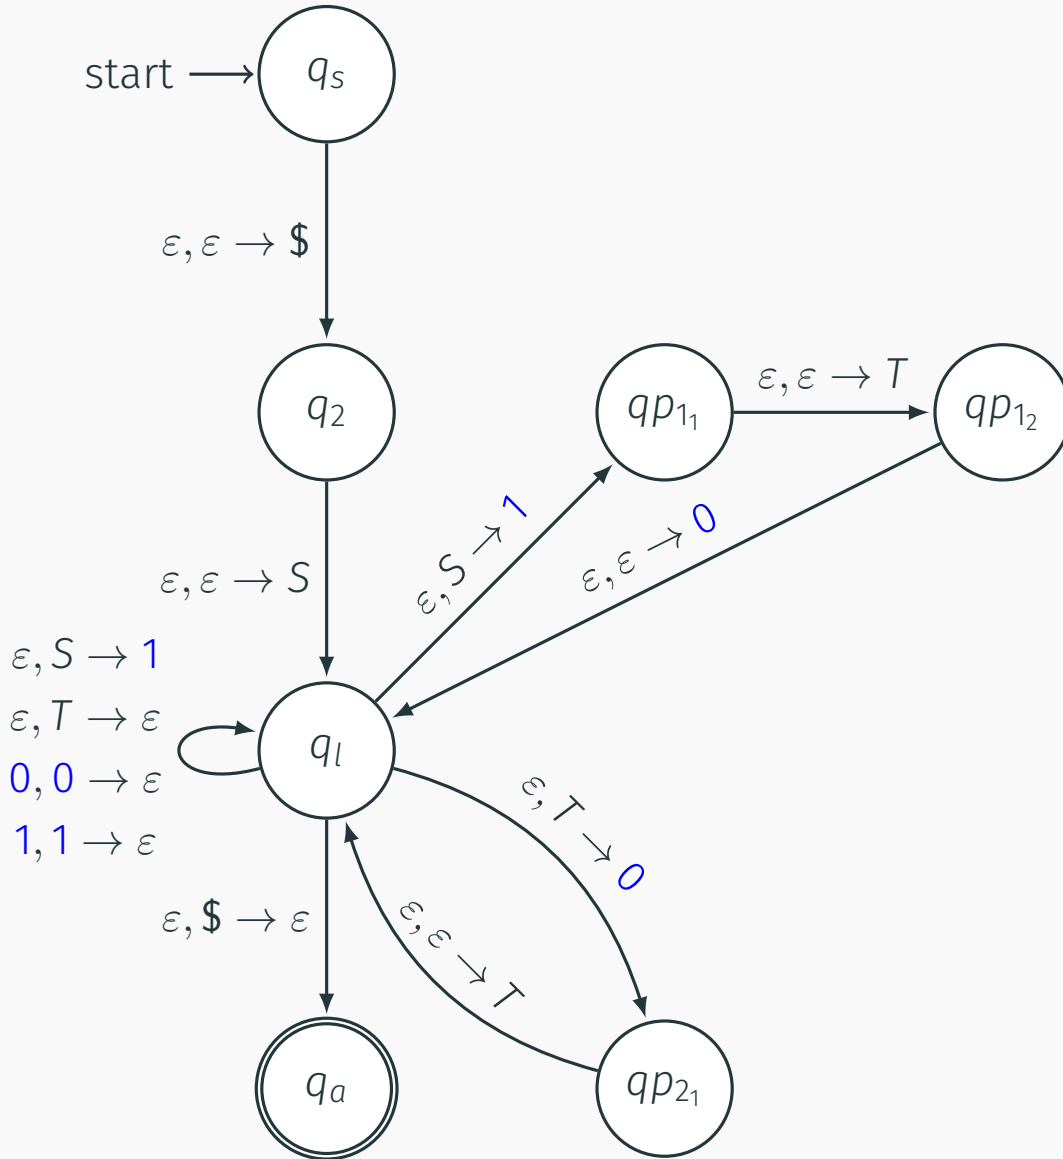 start
q_s
ε, ε → $
q_2
qp_{1_1}
ε, ε → T
qp_{1_2}
ε, S → 1
ε, ε → 0
ε, ε → S
ε, S → 1
ε, T → ε
0, 0 → ε
1, 1 → ε
q_l
ε, T → 0
ε, $ → ε
ε, ε → T
q_a
qp_{2_1}